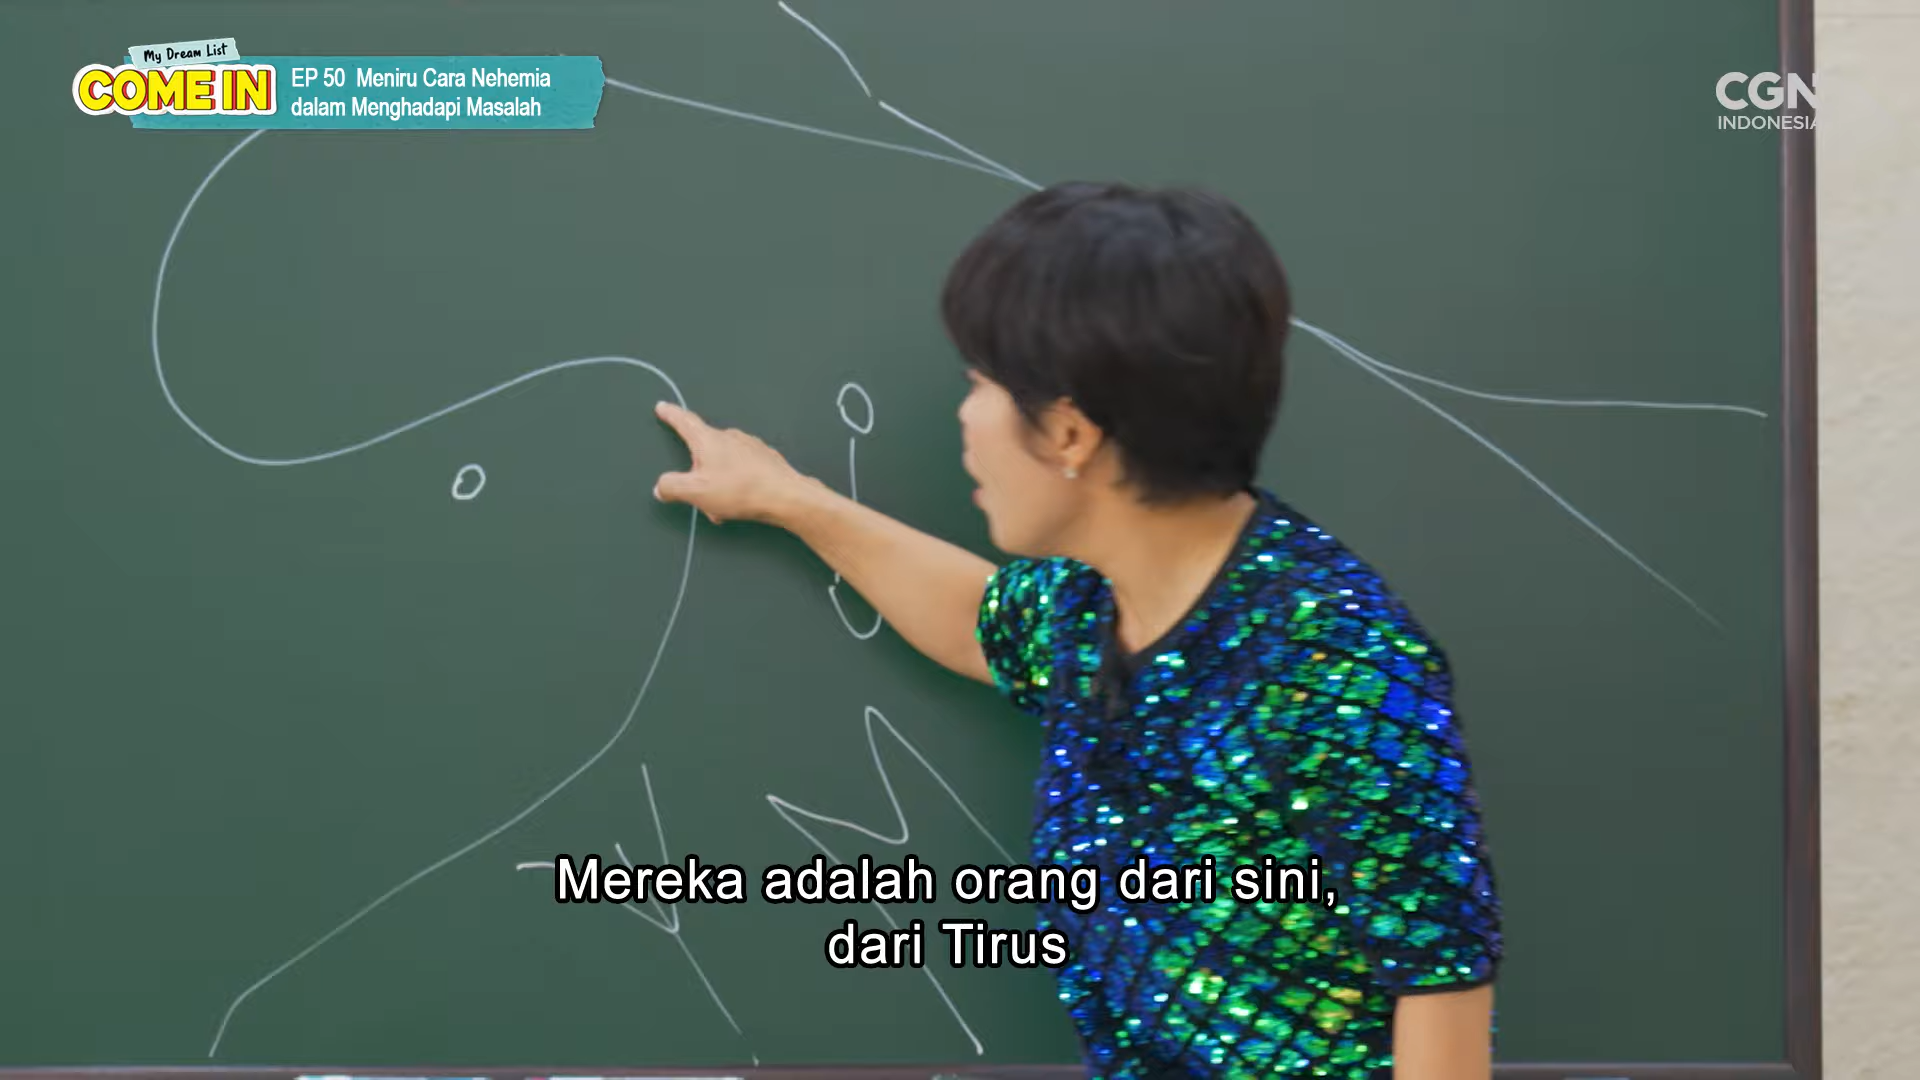 My Dream List
COME IN
EP 50 Meniru Cara Nehemia
dalam Menghadapi Masalah
CGN
INDONESIA
Mereka adalah orang dari sini,
dari Tirus